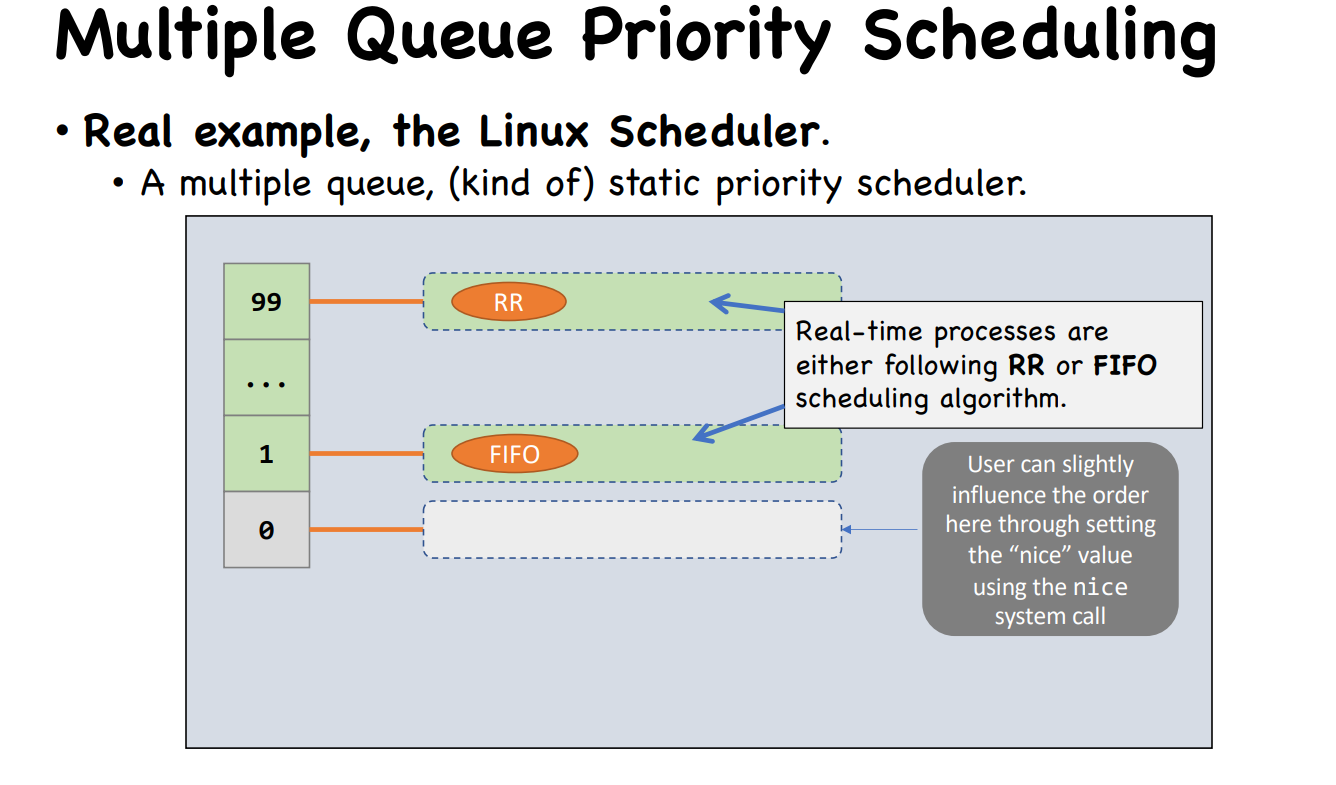 Multiple Queue Priority Scheduling
• Real example, the Linux Scheduler.
• A multiple queue, (kind of) static priority scheduler.
99
RR
Real-time processes are
either following RR or FIFO
scheduling algorithm.
...
1
FIFO
User can slightly
influence the order
here through setting
the “nice” value
using the nice
system call
0